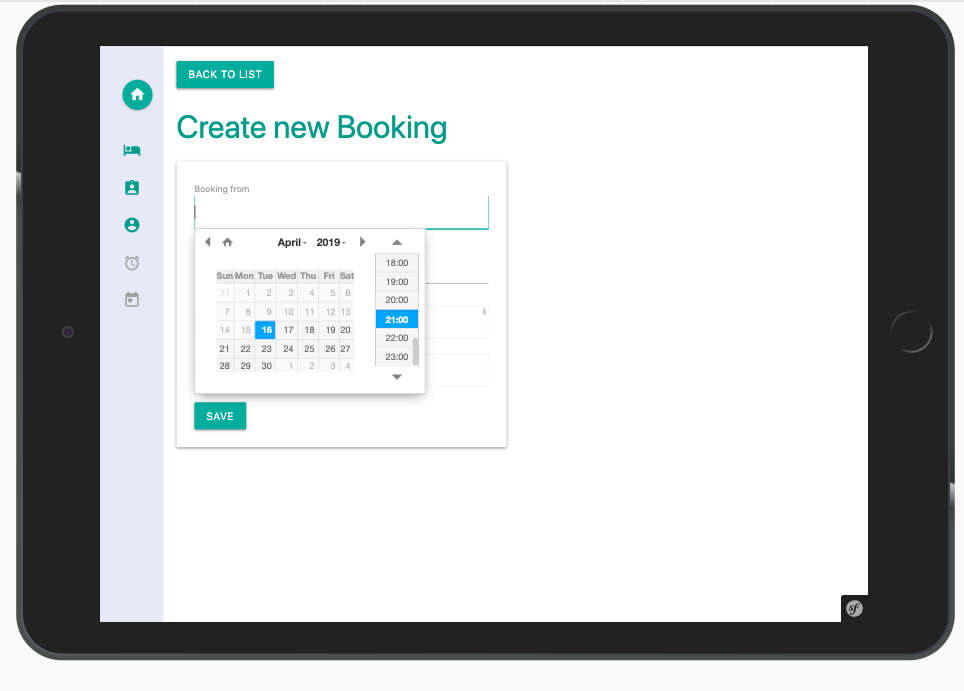 BACK TO LIST
Create new Booking
Booking from
April 2019
Sun Mon Tue Wed Thu Fri Sat
31 1 2 3 4 5 6
7 8 9 10 11 12 13
14 15 16 17 18 19 20
21 22 23 24 25 26 27
28 29 30 1 2 3 4
18:00
19:00
20:00
21:00
22:00
23:00
SAVE
sf